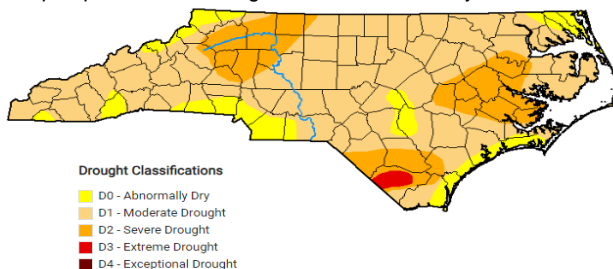 Drought Classifications
D0 - Abnormally Dry
D1 - Moderate Drought
D2 - Severe Drought
D3 - Extreme Drought
D4 - Exceptional Drought